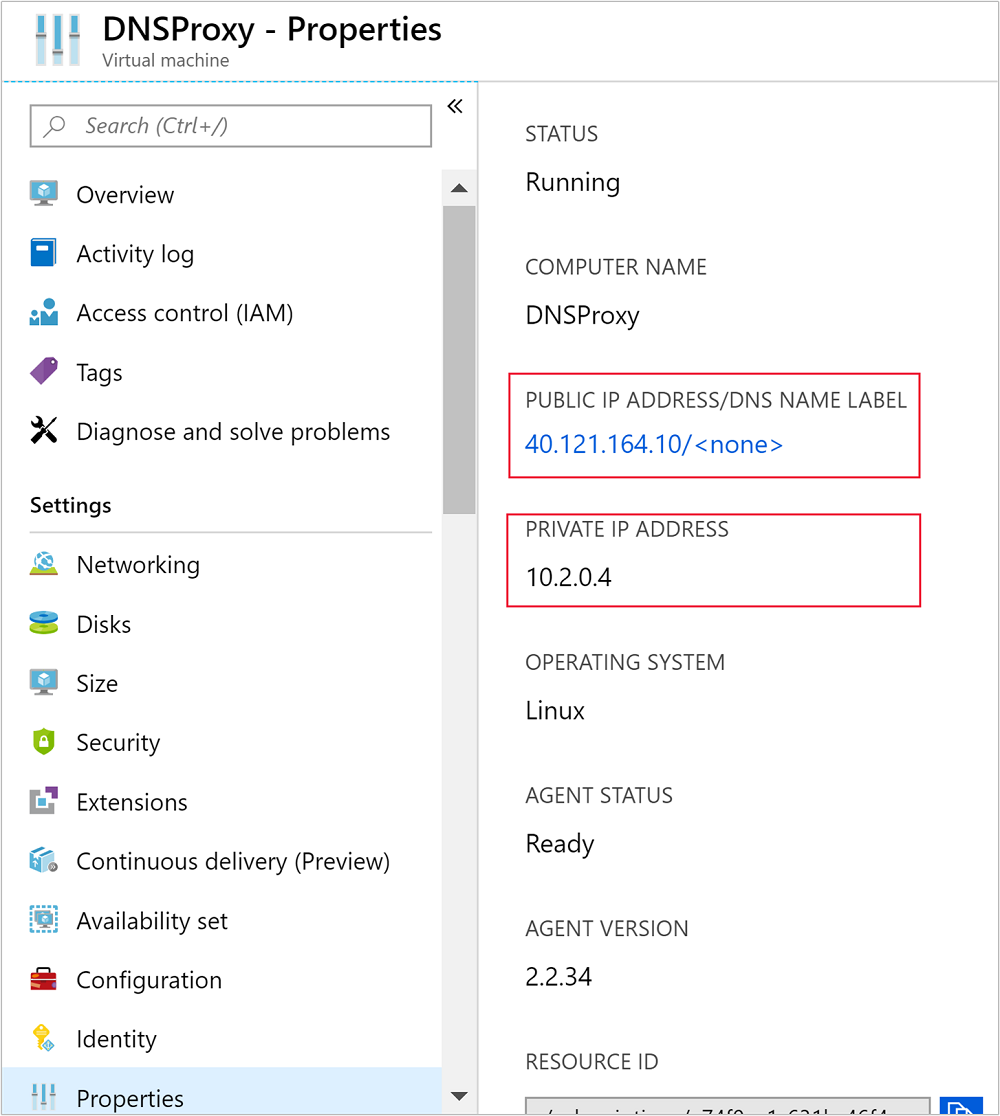 DNSProxy - Properties
Virtual machine
Search (Ctrl+/)
Overview
Activity log
Access control (IAM)
Tags
Diagnose and solve problems
Settings
Networking
Disks
Size
Security
Extensions
Continuous delivery (Preview)
Availability set
Configuration
Identity
Properties
STATUS
Running
COMPUTER NAME
DNSProxy
PUBLIC IP ADDRESS/DNS NAME LABEL
40.121.164.10/<none>
PRIVATE IP ADDRESS
10.2.0.4
OPERATING SYSTEM
Linux
AGENT STATUS
Ready
AGENT VERSION
2.2.34
RESOURCE ID